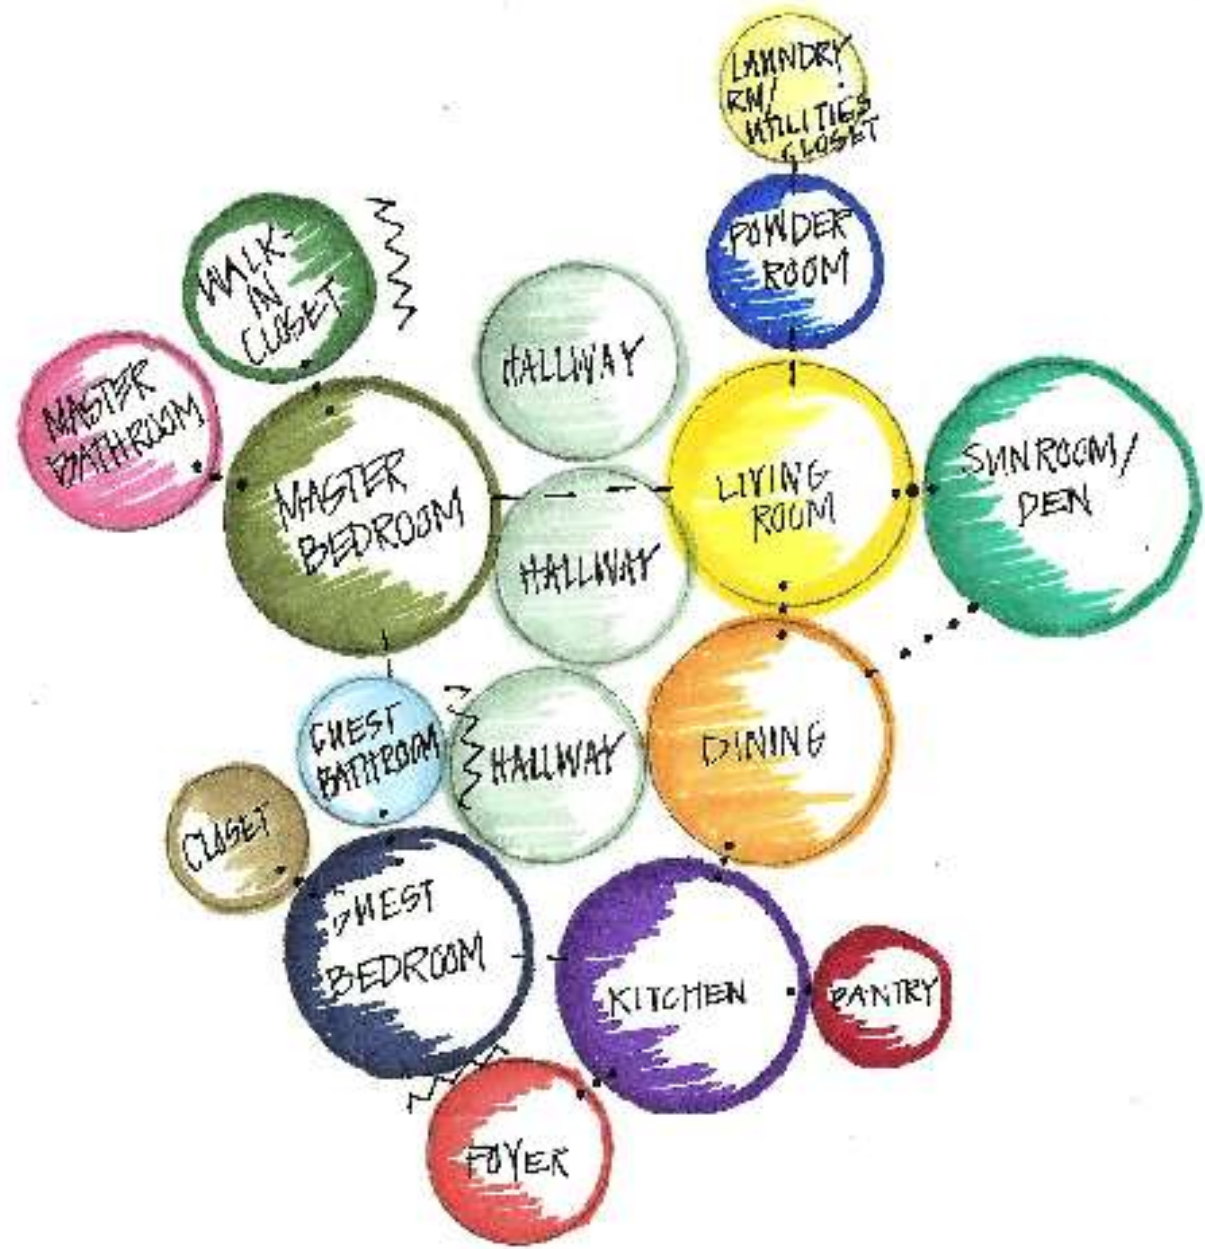 LAUNDRY
RM/
UTILITIES
CLOSET
POWDER
ROOM
WALK-
IN
CLOSET
HALLWAY
MASTER
BATHROOM
MASTER
BEDROOM
LIVING
ROOM
SUNROOM/
DEN
HALLWAY
GUEST
BATHROOM
HALLWAY
DINING
CLOSET
GUEST
BEDROOM
KITCHEN
PANTRY
FOYER